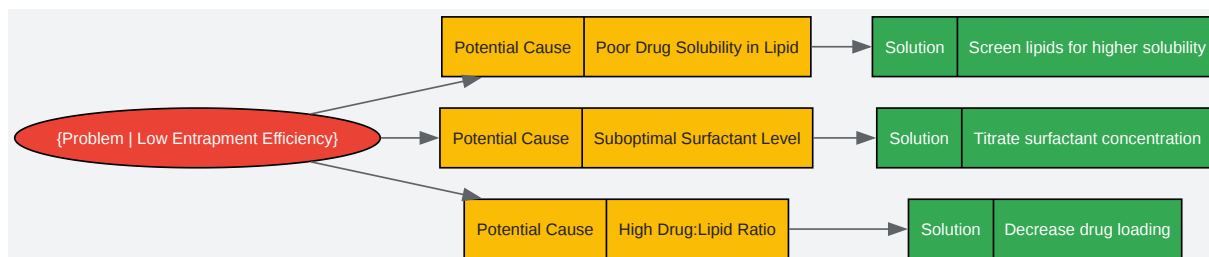 Potential Cause | Poor Drug Solubility in Lipid
Solution | Screen lipids for higher solubility
{Problem | Low Entrapment Efficiency}
Potential Cause | Suboptimal Surfactant Level
Solution | Titrate surfactant concentration
Potential Cause | High Drug:Lipid Ratio
Solution | Decrease drug loading